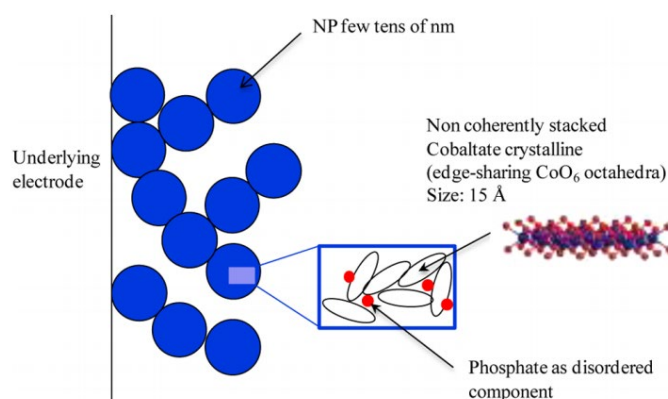 NP few tens of nm
Non coherently stacked
Cobaltate crystalline
(edge-sharing CoO₆ octahedra)
Size: 15 Å
Underlying
electrode
Phosphate as disordered
component